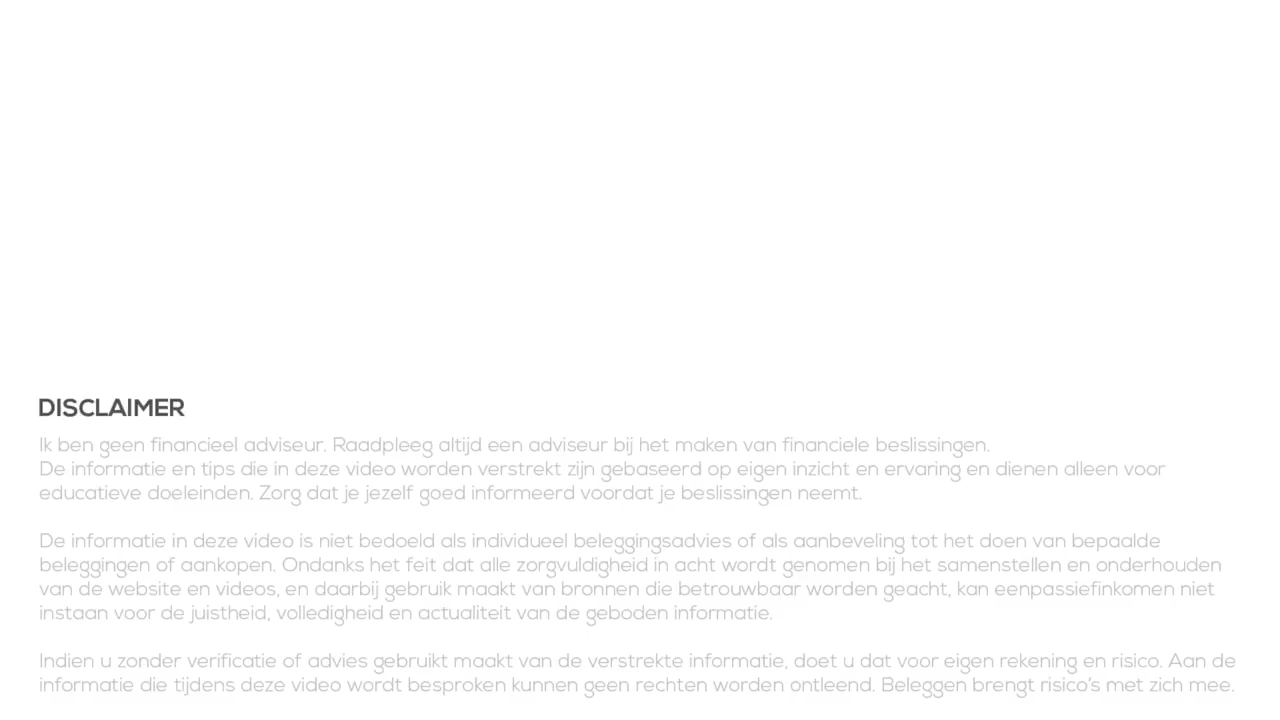 DISCLAIMER
Ik ben geen financieel adviseur. Raadpleeg altijd een adviseur bij het maken van financiele beslissingen.
De informatie en tips die in deze video worden verstrekt zijn gebaseerd op eigen inzicht en ervaring en dienen alleen voor
educatieve doeleinden. Zorg dat je jezelf goed informeerd voordat je beslissingen neemt.
De informatie in deze video is niet bedoeld als individueel beleggingsadvies of als aanbeveling tot het doen van bepaalde
beleggingen of aankopen. Ondanks het feit dat alle zorgvuldigheid in acht wordt genomen bij het samenstellen en onderhouden
van de website en videos, en daarbij gebruik maakt van bronnen die betrouwbaar worden geacht, kan eenpassiefinkomen niet
instaan voor de juistheid, volledigheid en actualiteit van de geboden informatie.
Indien u zonder verificatie of advies gebruikt maakt van de verstrekte informatie, doet u dat voor eigen rekening en risico. Aan de
informatie die tijdens deze video wordt besproken kunnen geen rechten worden ontleend. Beleggen brengt risico's met zich mee.